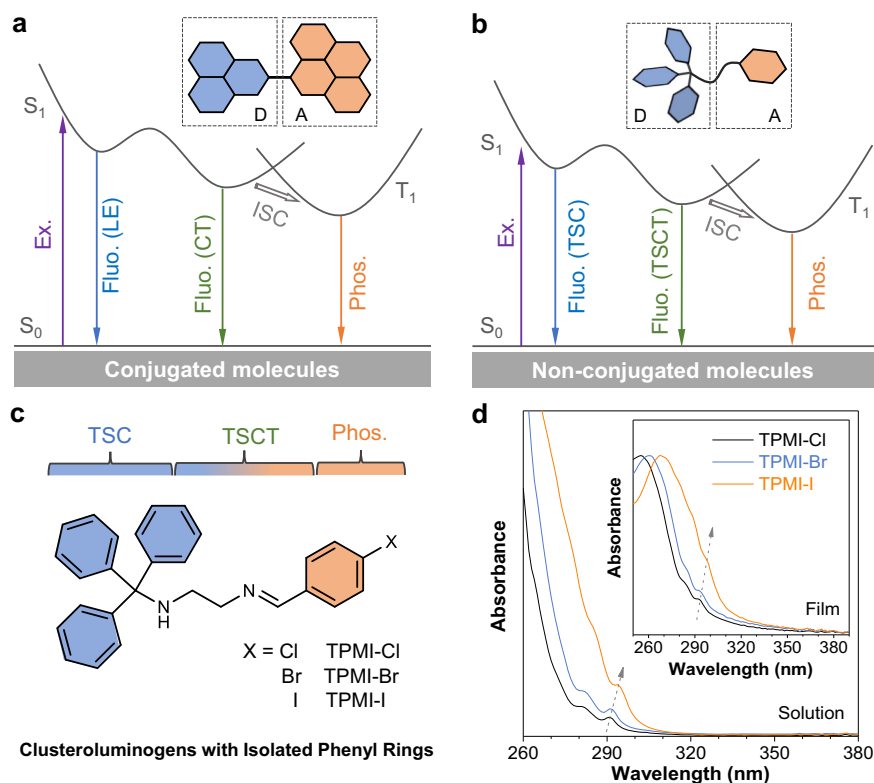 a
D
A
S1
Ex.
Fluo. (LE)
Fluo. (CT)
ISC
T1
Phos.
S0
Conjugated molecules
b
D
A
S1
Ex.
Fluo. (TSC)
Fluo. (TSCT)
ISC
T1
Phos.
S0
Non-conjugated molecules
c
TSC TSCT Phos.
X
N
N
H
X = Cl TPMI-Cl
Br TPMI-Br
I TPMI-I
Clusteroluminogens with Isolated Phenyl Rings
d
TPMI-Cl
TPMI-Br
TPMI-I
Absorbance
Film
260 290 320 350 380
Wavelength (nm)
Absorbance
Solution
260 290 320 350 380
Wavelength (nm)